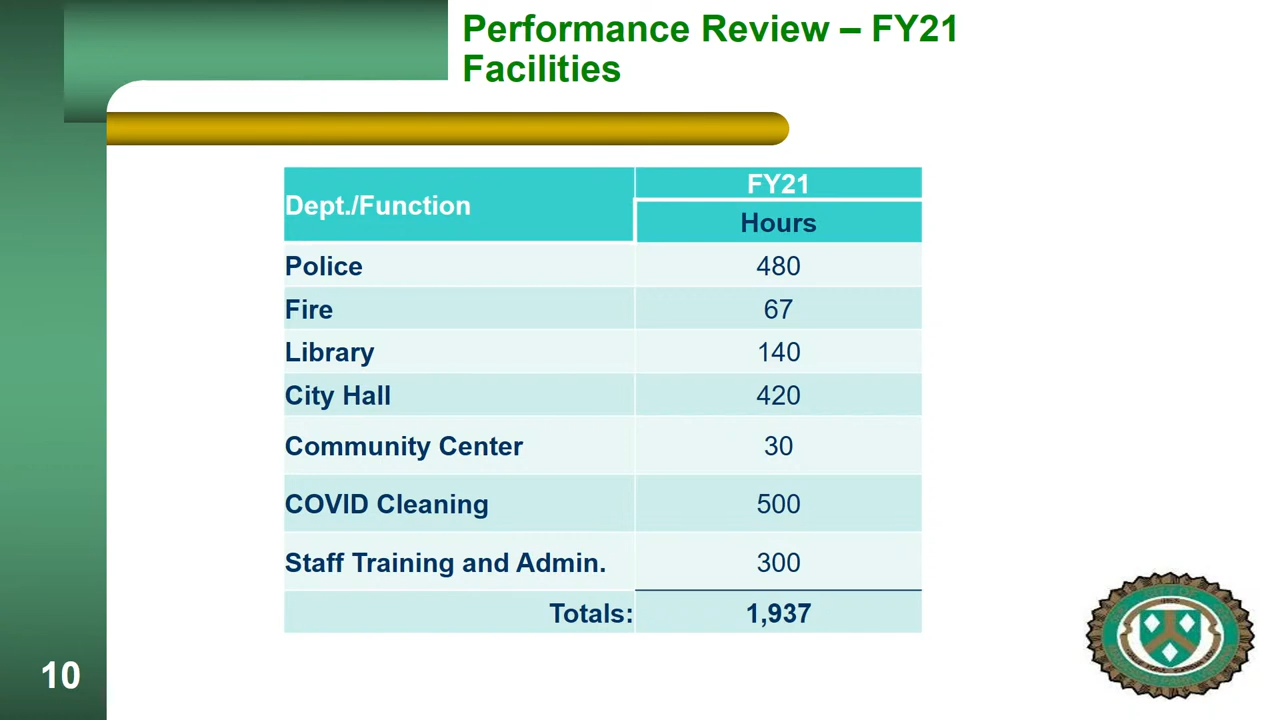 Performance Review – FY21
Facilities
Dept./Function
FY21
Hours
Police 480
Fire 67
Library 140
City Hall 420
Community Center 30
COVID Cleaning 500
Staff Training and Admin. 300
Totals: 1,937
10